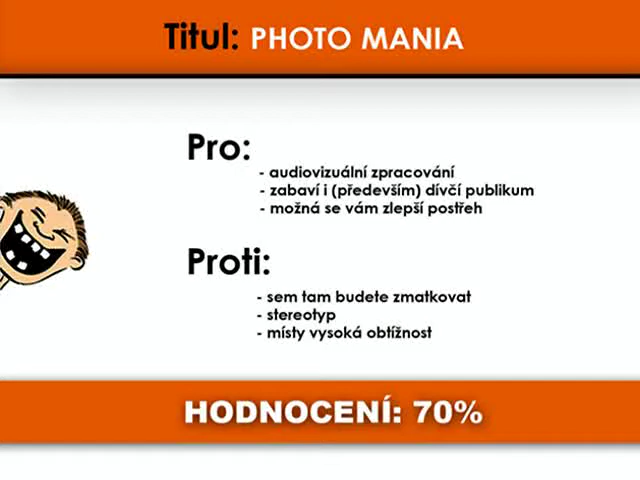 Titul: PHOTO MANIA
Pro:
- audiovizuální zpracování
- zabaví i (především) dívčí publikum
- možná se vám zlepší postřeh
Proti:
- sem tam budete zmatkovat
- stereotyp
- místy vysoká obtížnost
HODNOCENÍ: 70%